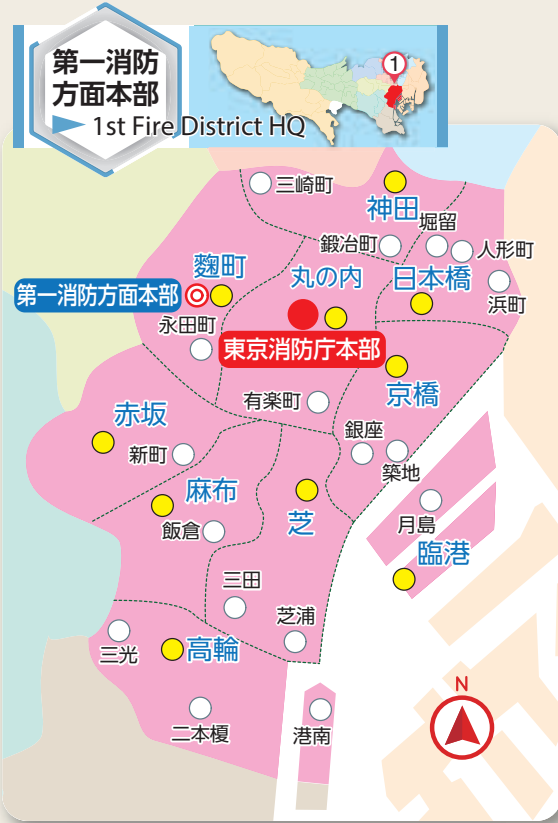 第一消防
方面本部
1st Fire District HQ
1
三崎町
神田
堀留
鍛冶町
人形町
麴町
丸の内
日本橋
浜町
第一消防方面本部
永田町
東京消防庁本部
有楽町
京橋
赤坂
銀座
新町
築地
麻布
芝
月島
飯倉
臨港
三田
芝浦
三光
高輪
二本榎
港南
N